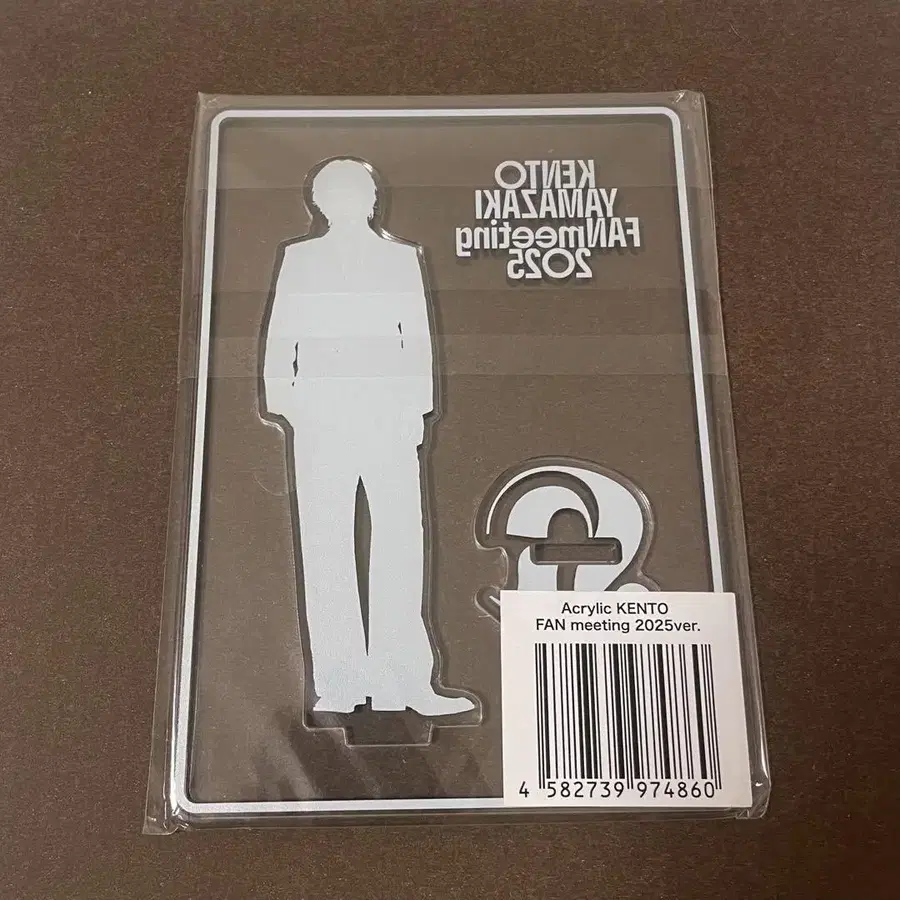 KENTO
YAMAZAKI
FANmeeting
2025
Acrylic KENTO
FAN meeting 2025ver.
4 582739 974860